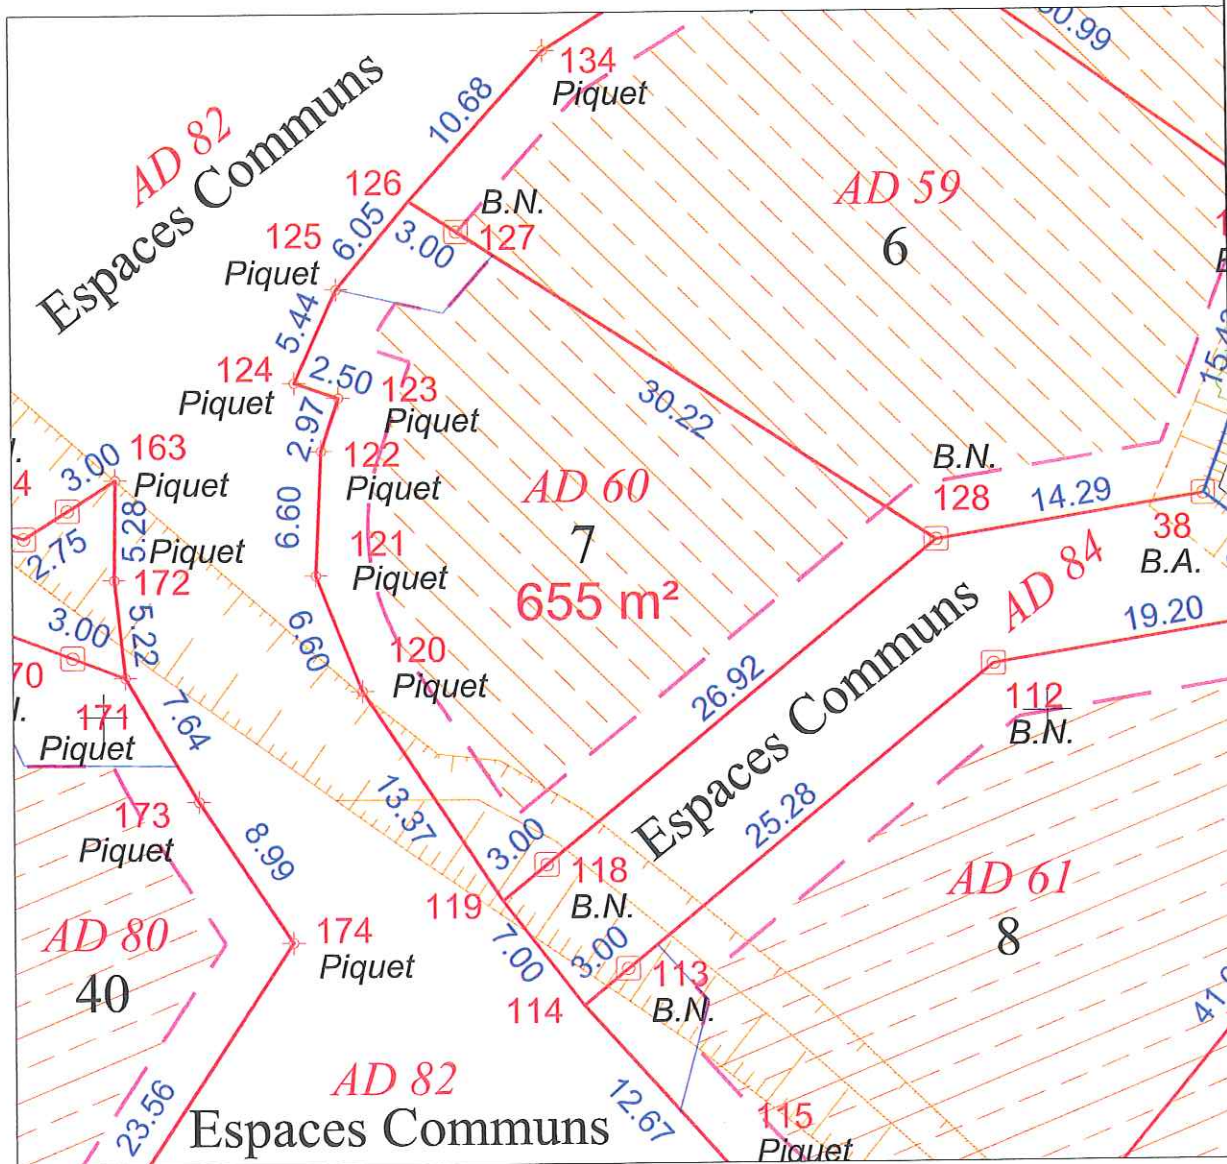 134
Piquet
10.68
AD 82
Espaces Communs
126
B.N.
127
6.05
3.00
125
Piquet
AD 59
6
5.44
124
Piquet
2.50
123
Piquet
2.97
122
Piquet
30.22
163
Piquet
3.00
5.28
Piquet
172
2.75
6.60
121
Piquet
AD 60
7
655 m²
B.N.
128
14.29
38
B.A.
AD 84
Espaces Communs
19.20
3.00
5.22
171
Piquet
7.64
6.60
120
Piquet
26.92
112
B.N.
173
Piquet
8.99
13.37
3.00
118
B.N.
119
25.28
AD 61
8
AD 80
40
174
Piquet
7.00
3.00
113
B.N.
114
AD 82
Espaces Communs
23.56
12.67
115
Piquet